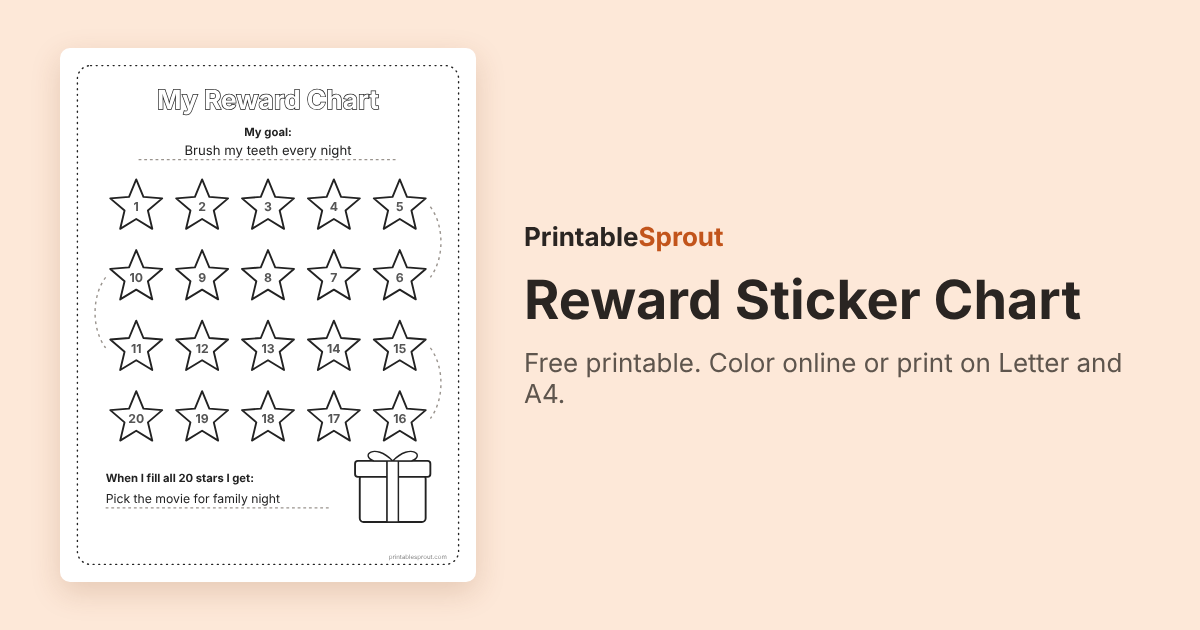 My Reward Chart
My goal:
Brush my teeth every night
1 2 3 4 5
10 9 8 7 6
11 12 13 14 15
20 19 18 17 16
When I fill all 20 stars I get:
Pick the movie for family night
printablesprout.com
PrintableSprout
Reward Sticker Chart
Free printable. Color online or print on Letter and
A4.